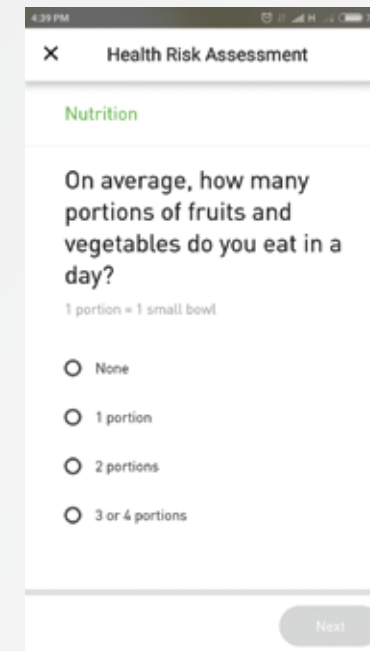 4:39 PM
H
Health Risk Assessment
Nutrition
On average, how many
portions of fruits and
vegetables do you eat in a
day?
1 portion = 1 small bowl
None
1 portion
2 portions
3 or 4 portions
Next